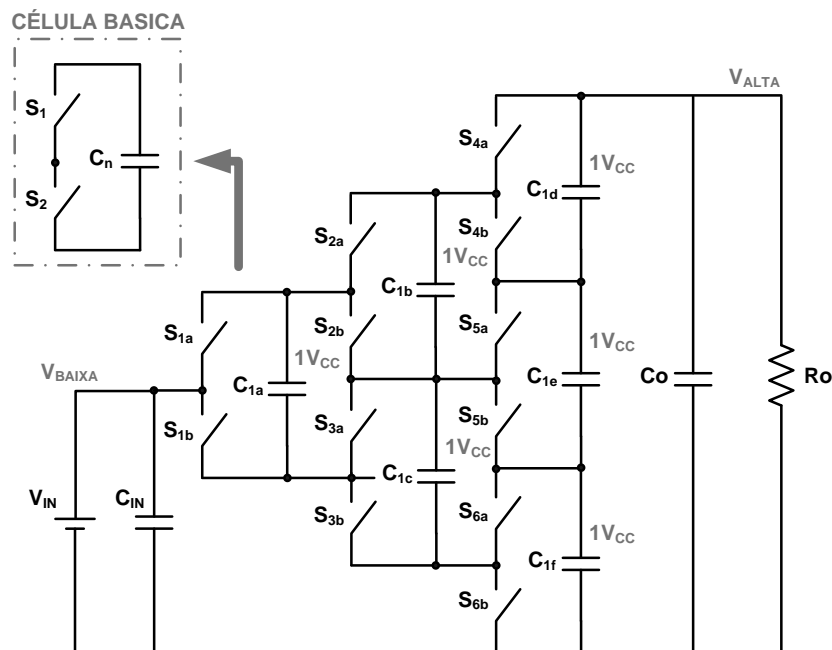 CÉLULA BASICA
S1
Cn
S2
VALTA
S4a
1VCC
C1d
S2a
S4b
1VCC
C1b
S1a
S2b
S5a
1VCC
1VCC
VBAIXA
C1a
C1e
Co
Ro
S1b
S3a
S5b
1VCC
C1c
VIN
CIN
S3b
S6a
1VCC
C1f
S6b